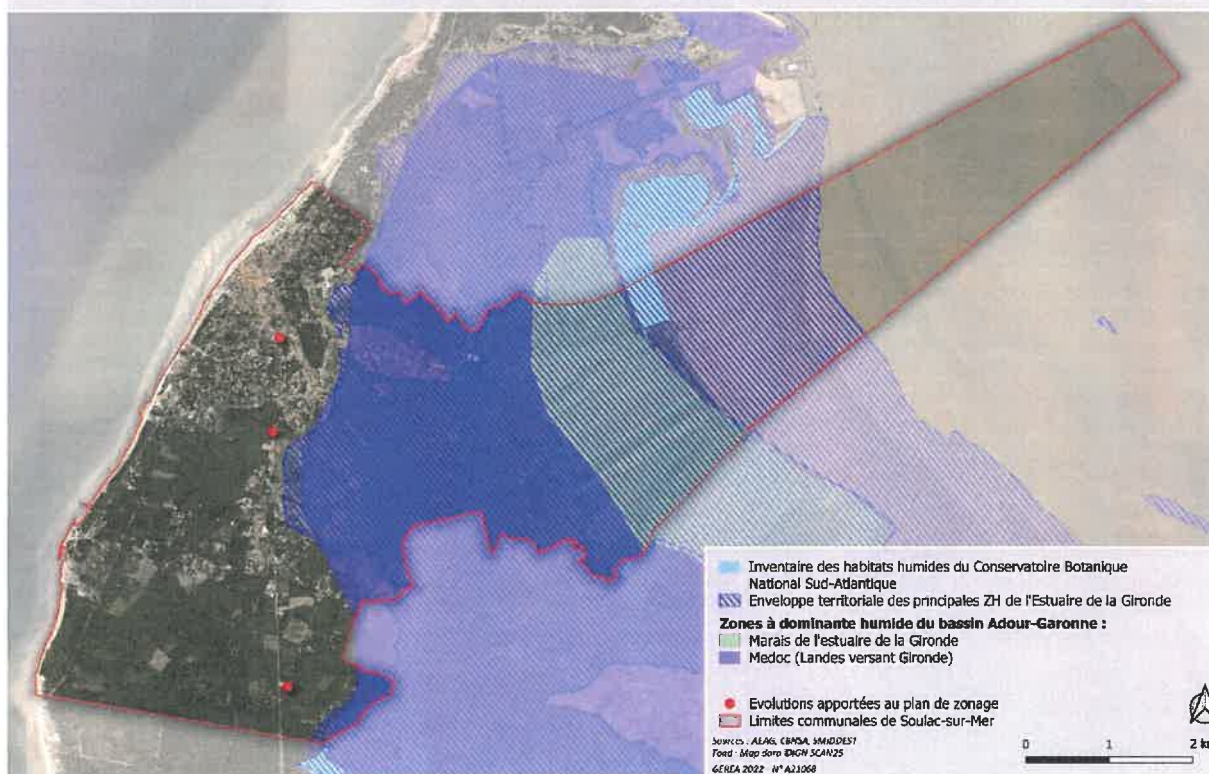 Inventaire des habitats humides du Conservatoire Botanique
National Sud-Atlantique
Enveloppe territoriale des principales ZH de l'Estuaire de la Gironde
Zones à dominante humide du bassin Adour-Garonne :
Marais de l'estuaire de la Gironde
Medoc (Landes versant Gironde)
Evolutions apportées au plan de zonage
Limites communales de Soulac-sur-Mer
Sources : AEAG, CBNSA, SMIDDEST
Fond : Map dara ©IGN SCAN25
GEREA 2022 - N° A21068
0 1 2 km